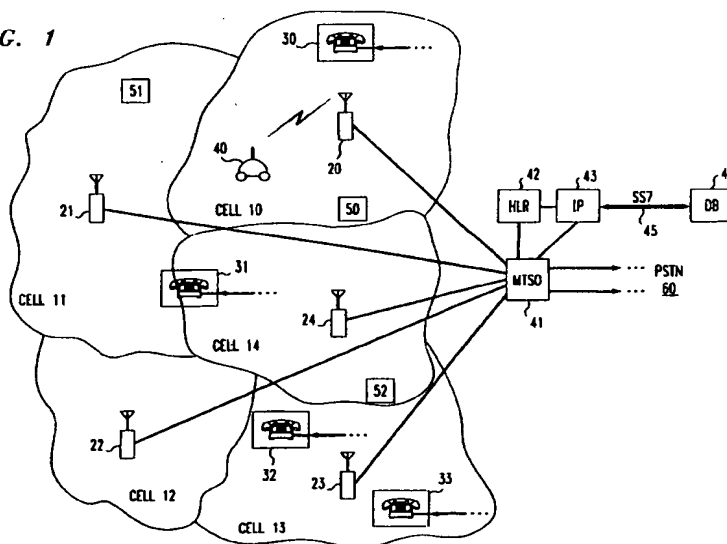 G. 1
30
51
40
20
CELL 10
50
21
CELL 11
31
24
CELL 14
52
22
CELL 12
32
23
33
CELL 13
42
HLR
43
IP
SS7
45
4
DB
MTSO
41
... PSTN
... 60